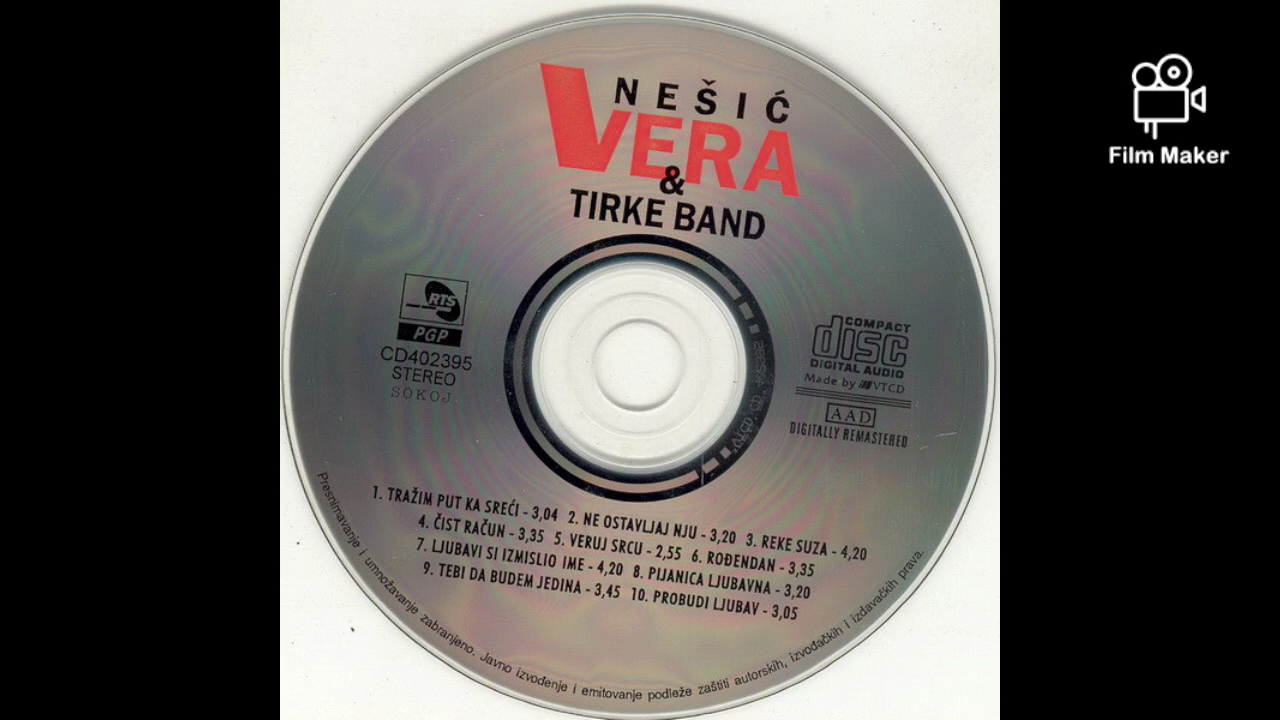 NEŠIĆ
VERA
&
TIRKE BAND
Film Maker
RTS
PGP
CD402395
STEREO
SOKOJ
COMPACT
disc
DIGITAL AUDIO
Made by VTCD
AAD
DIGITALLY REMASTERED
1. TRAŽIM PUT KA SREĆI - 3,04 2. NE OSTAVLJAJ NJU - 3,20 3. REKE SUZA - 4,20
4. ČIST RAČUN - 3,35 5. VERUJ SRCU - 2,55 6. ROĐENDAN - 3,35
7. LJUBAVI SI IZMISLIO IME - 4,20 8. PIJANICA LJUBAVNA - 3,20
9. TEBI DA BUDEM JEDINA - 3,45 10. PROBUDI LJUBAV - 3,05
Presnimavanje i umnožavanje zabranjeno. Javno izvođenje i emitovanje podleže zaštiti autorskih, izvođačkih i izdavačkih prava.